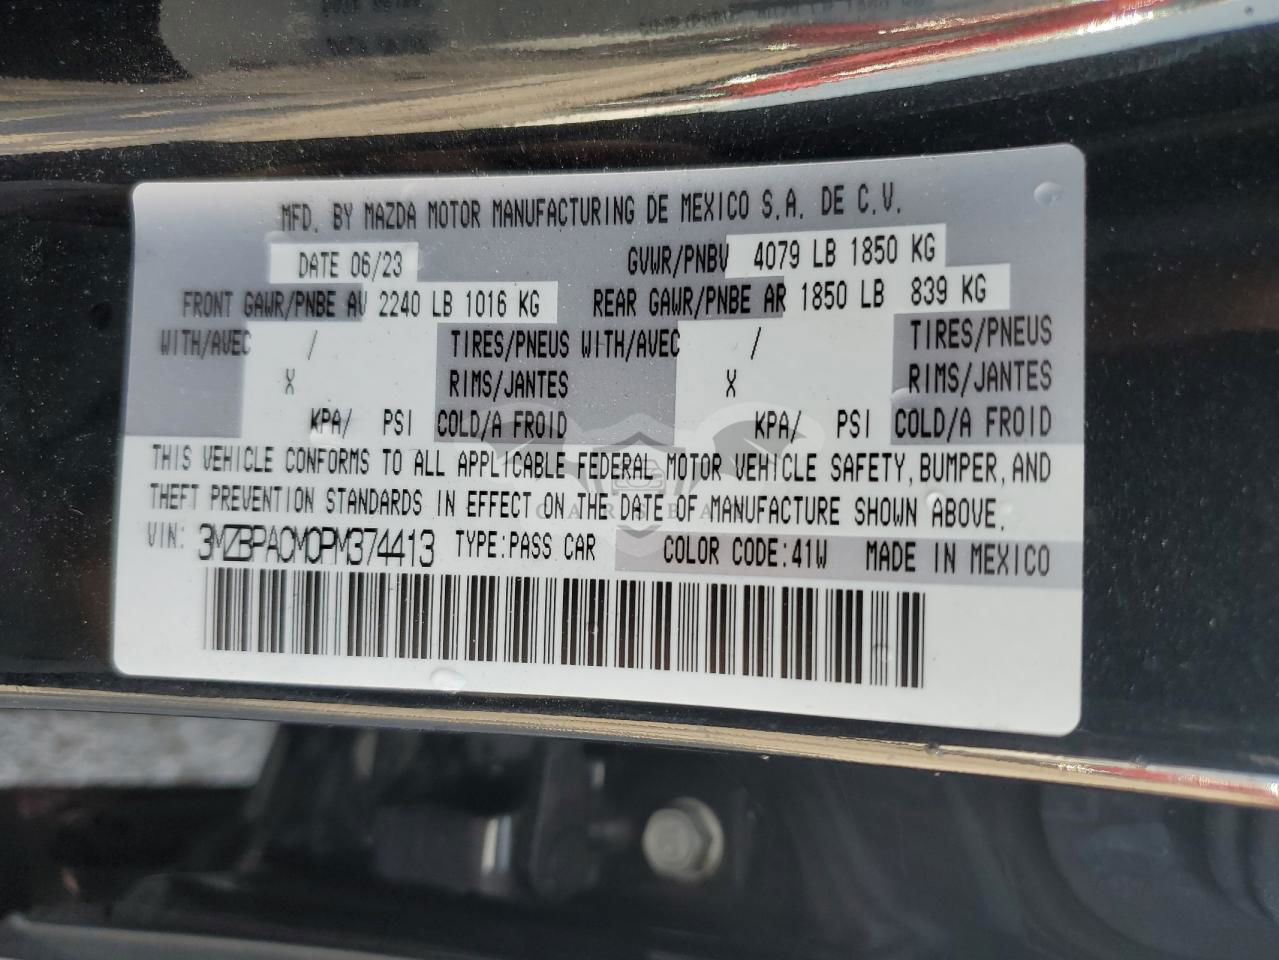 MFD. BY MAZDA MOTOR MANUFACTURING DE MEXICO S.A. DE C.V.
DATE 06/23 GVWR/PNBV 4079 LB 1850 KG
FRONT GAWR/PNBE AV 2240 LB 1016 KG REAR GAWR/PNBE AR 1850 LB 839 KG
WITH/AVEC / TIRES/PNEUS WITH/AVEC / TIRES/PNEUS
X RIMS/JANTES X RIMS/JANTES
KPA/ PSI COLD/A FROID KPA/ PSI COLD/A FROID
THIS VEHICLE CONFORMS TO ALL APPLICABLE FEDERAL MOTOR VEHICLE SAFETY, BUMPER, AND
THEFT PREVENTION STANDARDS IN EFFECT ON THE DATE OF MANUFACTURE SHOWN ABOVE.
VIN: 3MZBPACM0PM374413 TYPE:PASS CAR COLOR CODE:41W MADE IN MEXICO